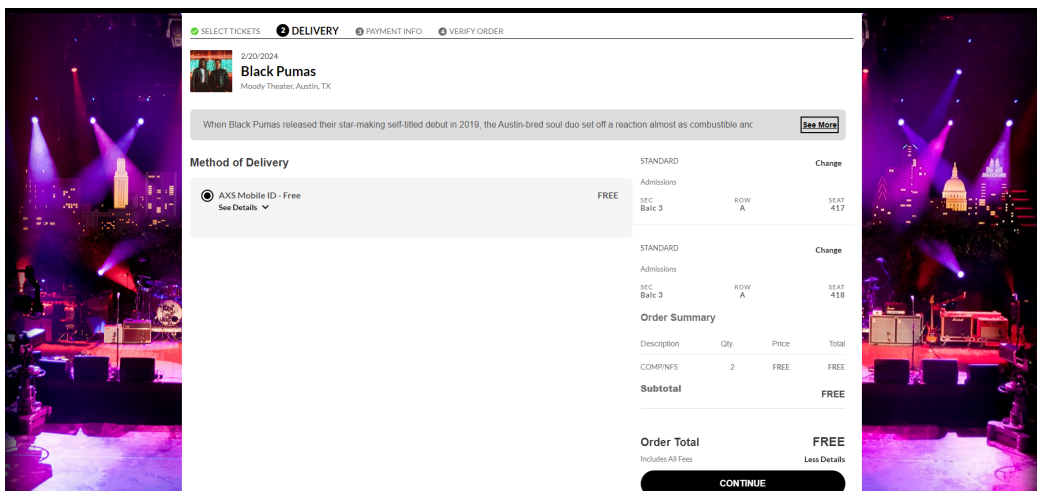 SELECT TICKETS 2 DELIVERY 3 PAYMENT INFO 4 VERIFY ORDER
2/20/2024
Black Pumas
Moody Theater, Austin, TX
When Black Pumas released their star-making self-titled debut in 2019, the Austin-bred soul duo set off a reaction almost as combustible and
See More
Method of Delivery
AXS Mobile ID - Free FREE
See Details
STANDARD Change
Admissions
SEC ROW SEAT
Balc 3 A 417
STANDARD Change
Admissions
SEC ROW SEAT
Balc 3 A 418
Order Summary
Description Qty. Price Total
COMP/NFS 2 FREE FREE
Subtotal FREE
Order Total FREE
Includes All Fees Less Details
CONTINUE